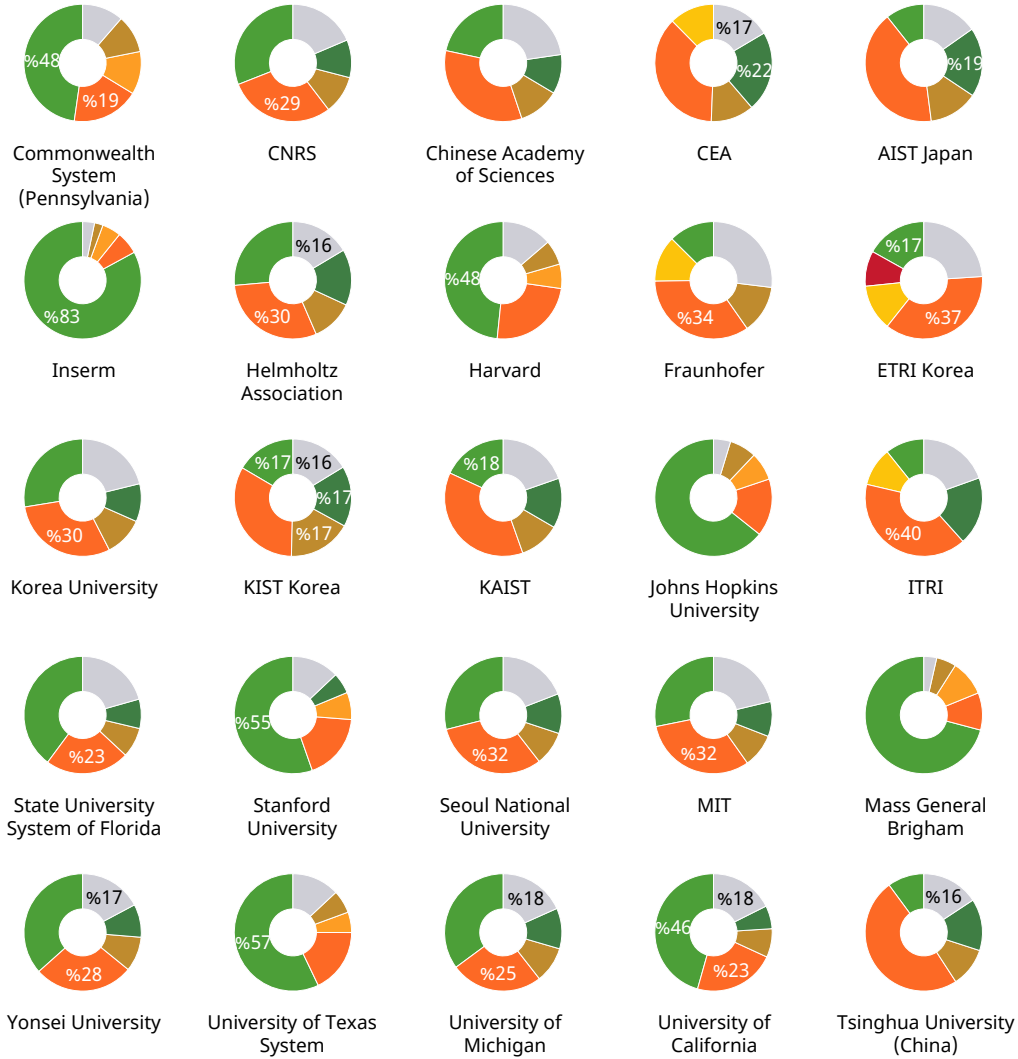 %48
%19
Commonwealth
System
(Pennsylvania)
%29
CNRS
Chinese Academy
of Sciences
%17
%22
CEA
%19
AIST Japan
%83
Inserm
%16
%30
Helmholtz
Association
%48
Harvard
%34
Fraunhofer
%17
%37
ETRI Korea
%30
Korea University
%17
%16
%17
%17
KIST Korea
%18
KAIST
Johns Hopkins
University
%40
ITRI
%23
State University
System of Florida
%55
Stanford
University
%32
Seoul National
University
%32
MIT
Mass General
Brigham
%17
%28
Yonsei University
%57
University of Texas
System
%18
%25
University of
Michigan
%18
%46
%23
University of
California
%16
Tsinghua University
(China)